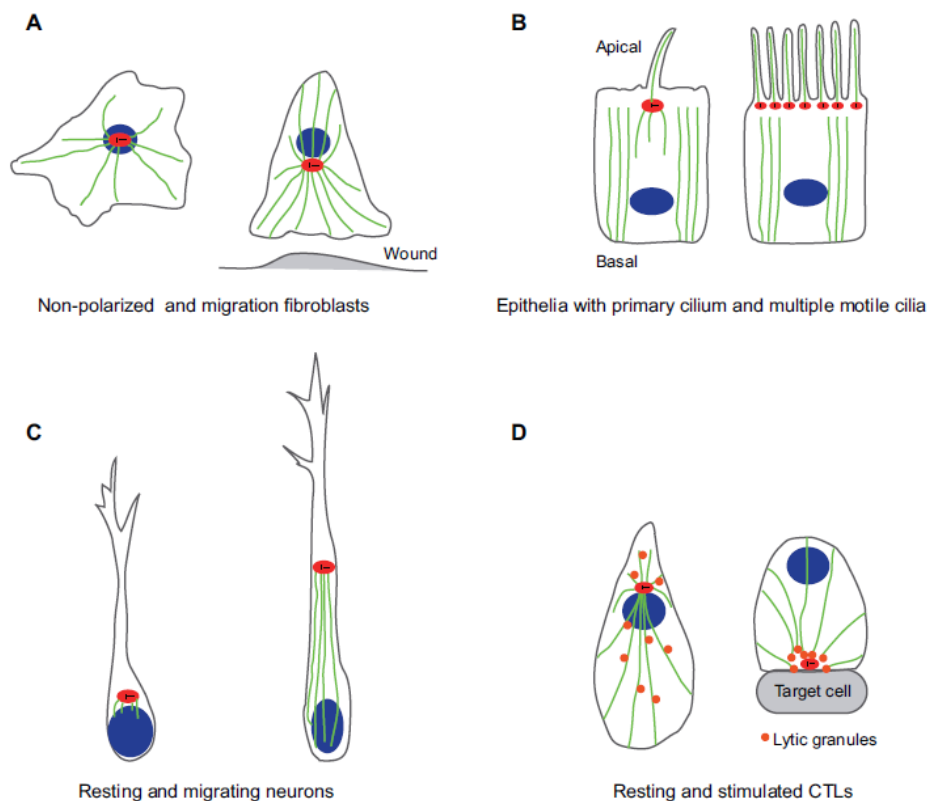 A
B
Apical
Wound
Basal
Non-polarized and migration fibroblasts
Epithelia with primary cilium and multiple motile cilia
C
D
Target cell
Lytic granules
Resting and migrating neurons
Resting and stimulated CTLs